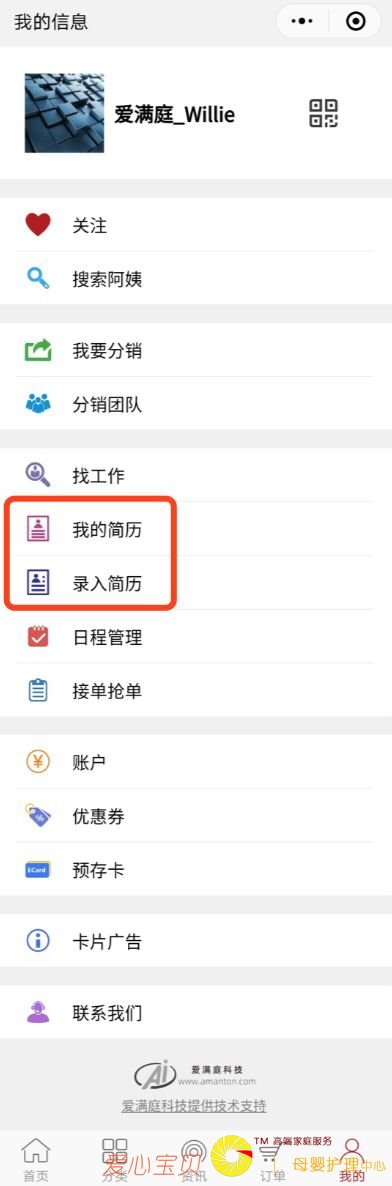 我的信息
爱满庭_Willie
关注
搜索阿姨
我要分销
分销团队
找工作
我的简历
录入简历
日程管理
接单抢单
账户
优惠券
预存卡
ECard
卡片广告
联系我们
Ai 爱满庭科技
www.amanton.com
爱满庭科技提供技术支持
爱心宝贝 TM 高端家庭服务
母婴护理中心
首页 分类 资讯 订单 我的